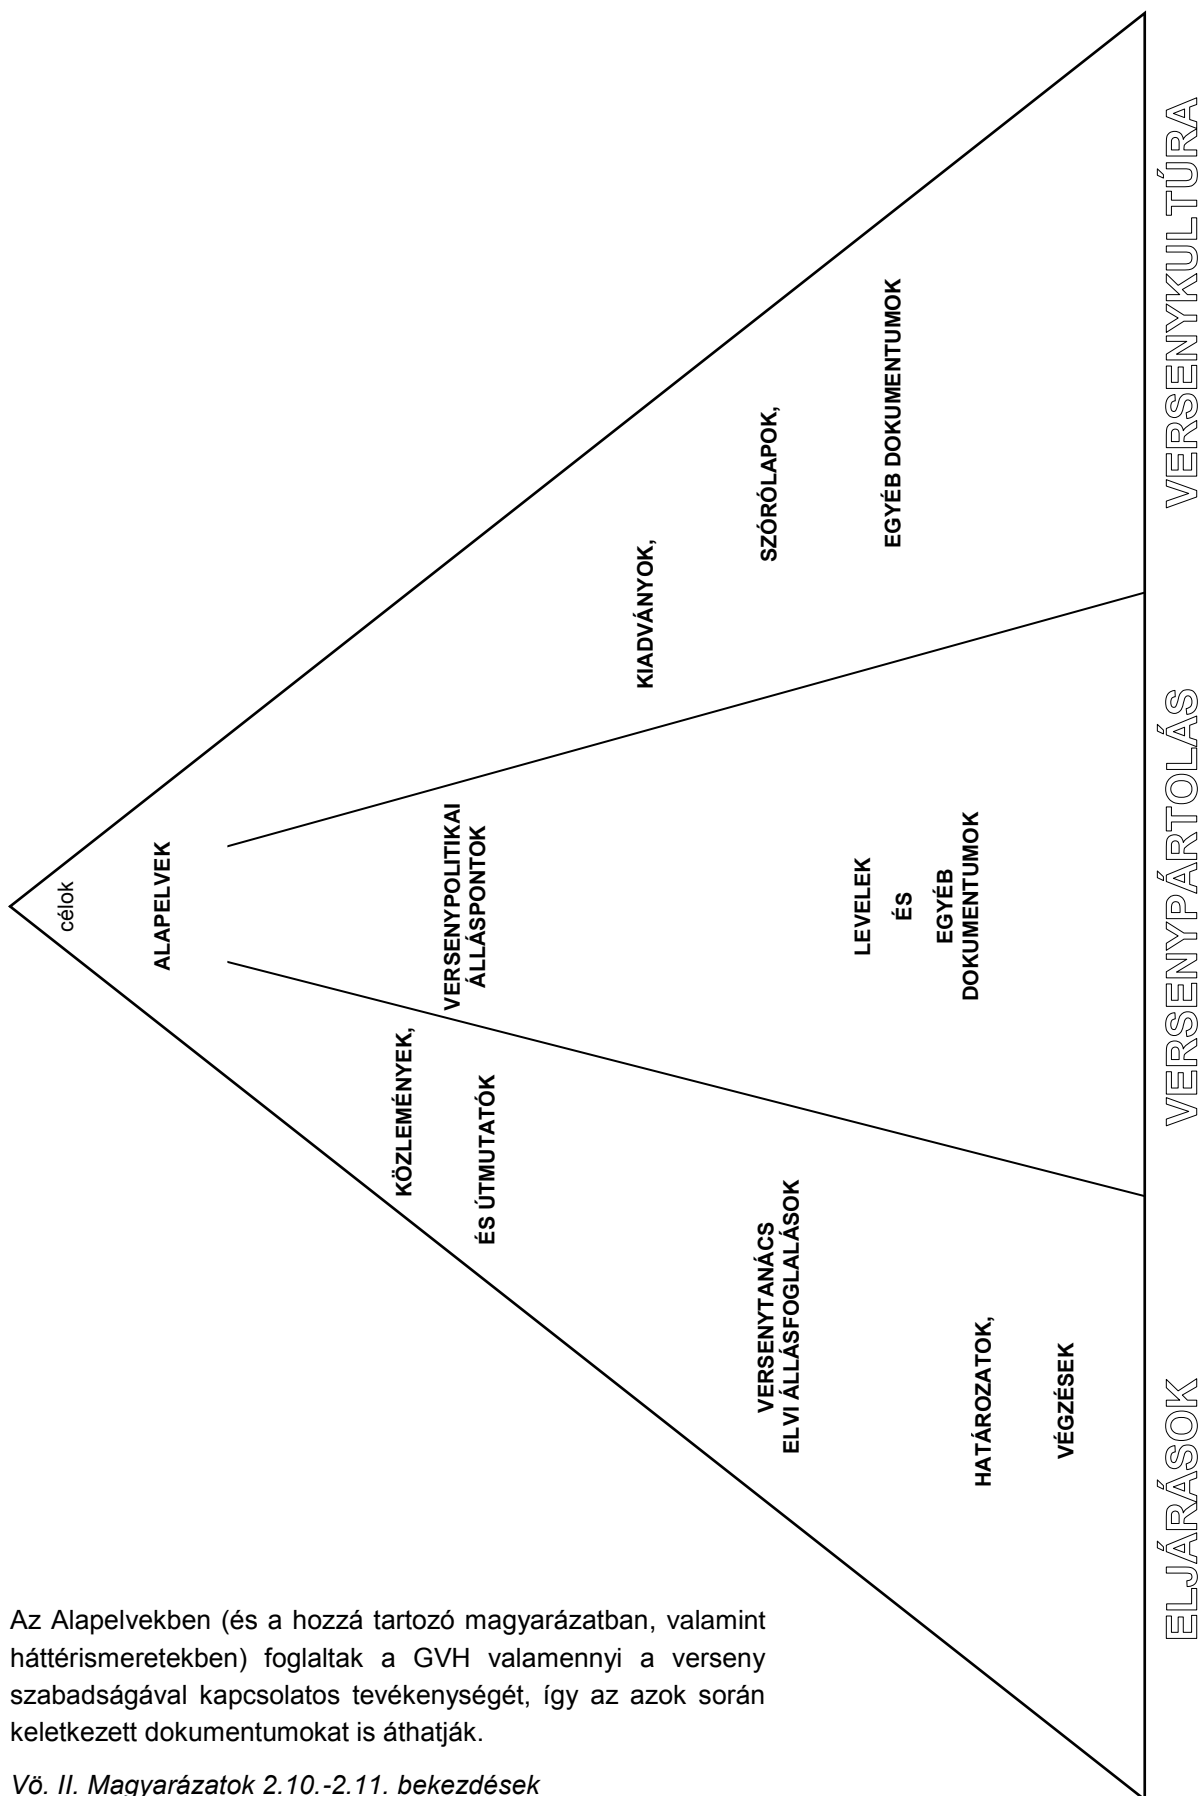 célok
ALAPELVEK
KÖZLEMÉNYEK,
ÉS ÚTMUTATÓK
VERSENYTANÁCS
ELVI ÁLLÁSFOGLALÁSOK
HATÁROZATOK,
VÉGZÉSEK
VERSENYPOLITIKAI
ÁLLÁSPONTOK
LEVELEK
ÉS
EGYÉB
DOKUMENTUMOK
KIADVÁNYOK,
SZÓRÓLAPOK,
EGYÉB DOKUMENTUMOK
ELJÁRÁSOK
VERSENYPÁRTOLÁS
VERSENYKULTÚRA
Az Alapelvekben (és a hozzá tartozó magyarázatban, valamint
háttérismeretekben) foglaltak a GVH valamennyi a verseny
szabadságával kapcsolatos tevékenységét, így az azok során
keletkezett dokumentumokat is áthatják.
Vö. II. Magyarázatok 2.10.-2.11. bekezdések